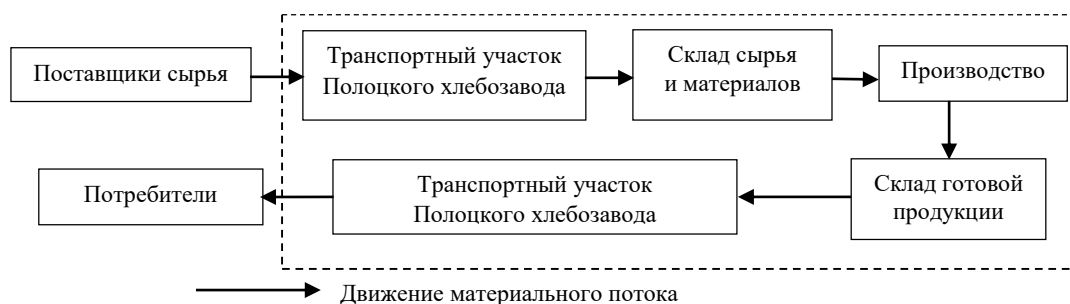 Поставщики сырья
Транспортный участок
Полоцкого хлебозавода
Склад сырья
и материалов
Производство
Потребители
Транспортный участок
Полоцкого хлебозавода
Склад готовой
продукции
Движение материального потока